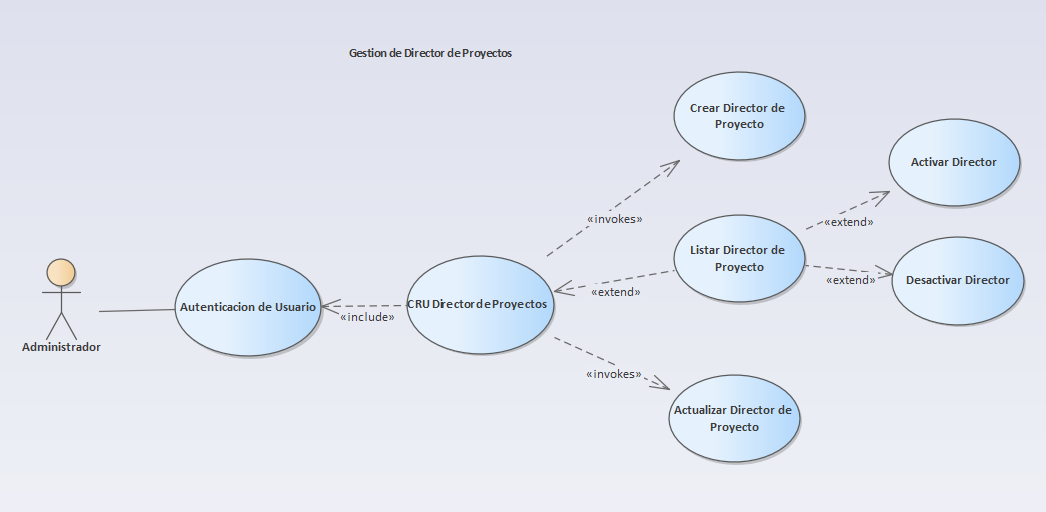 Gestion de Director de Proyectos
Crear Director de
Proyecto
Activar Director
«invokes»
«extend»
Listar Director de
Proyecto
Desactivar Director
«extend»
«extend»
Autenticacion de Usuario
CRU Director de Proyectos
«include»
Administrador
«invokes»
Actualizar Director de
Proyecto